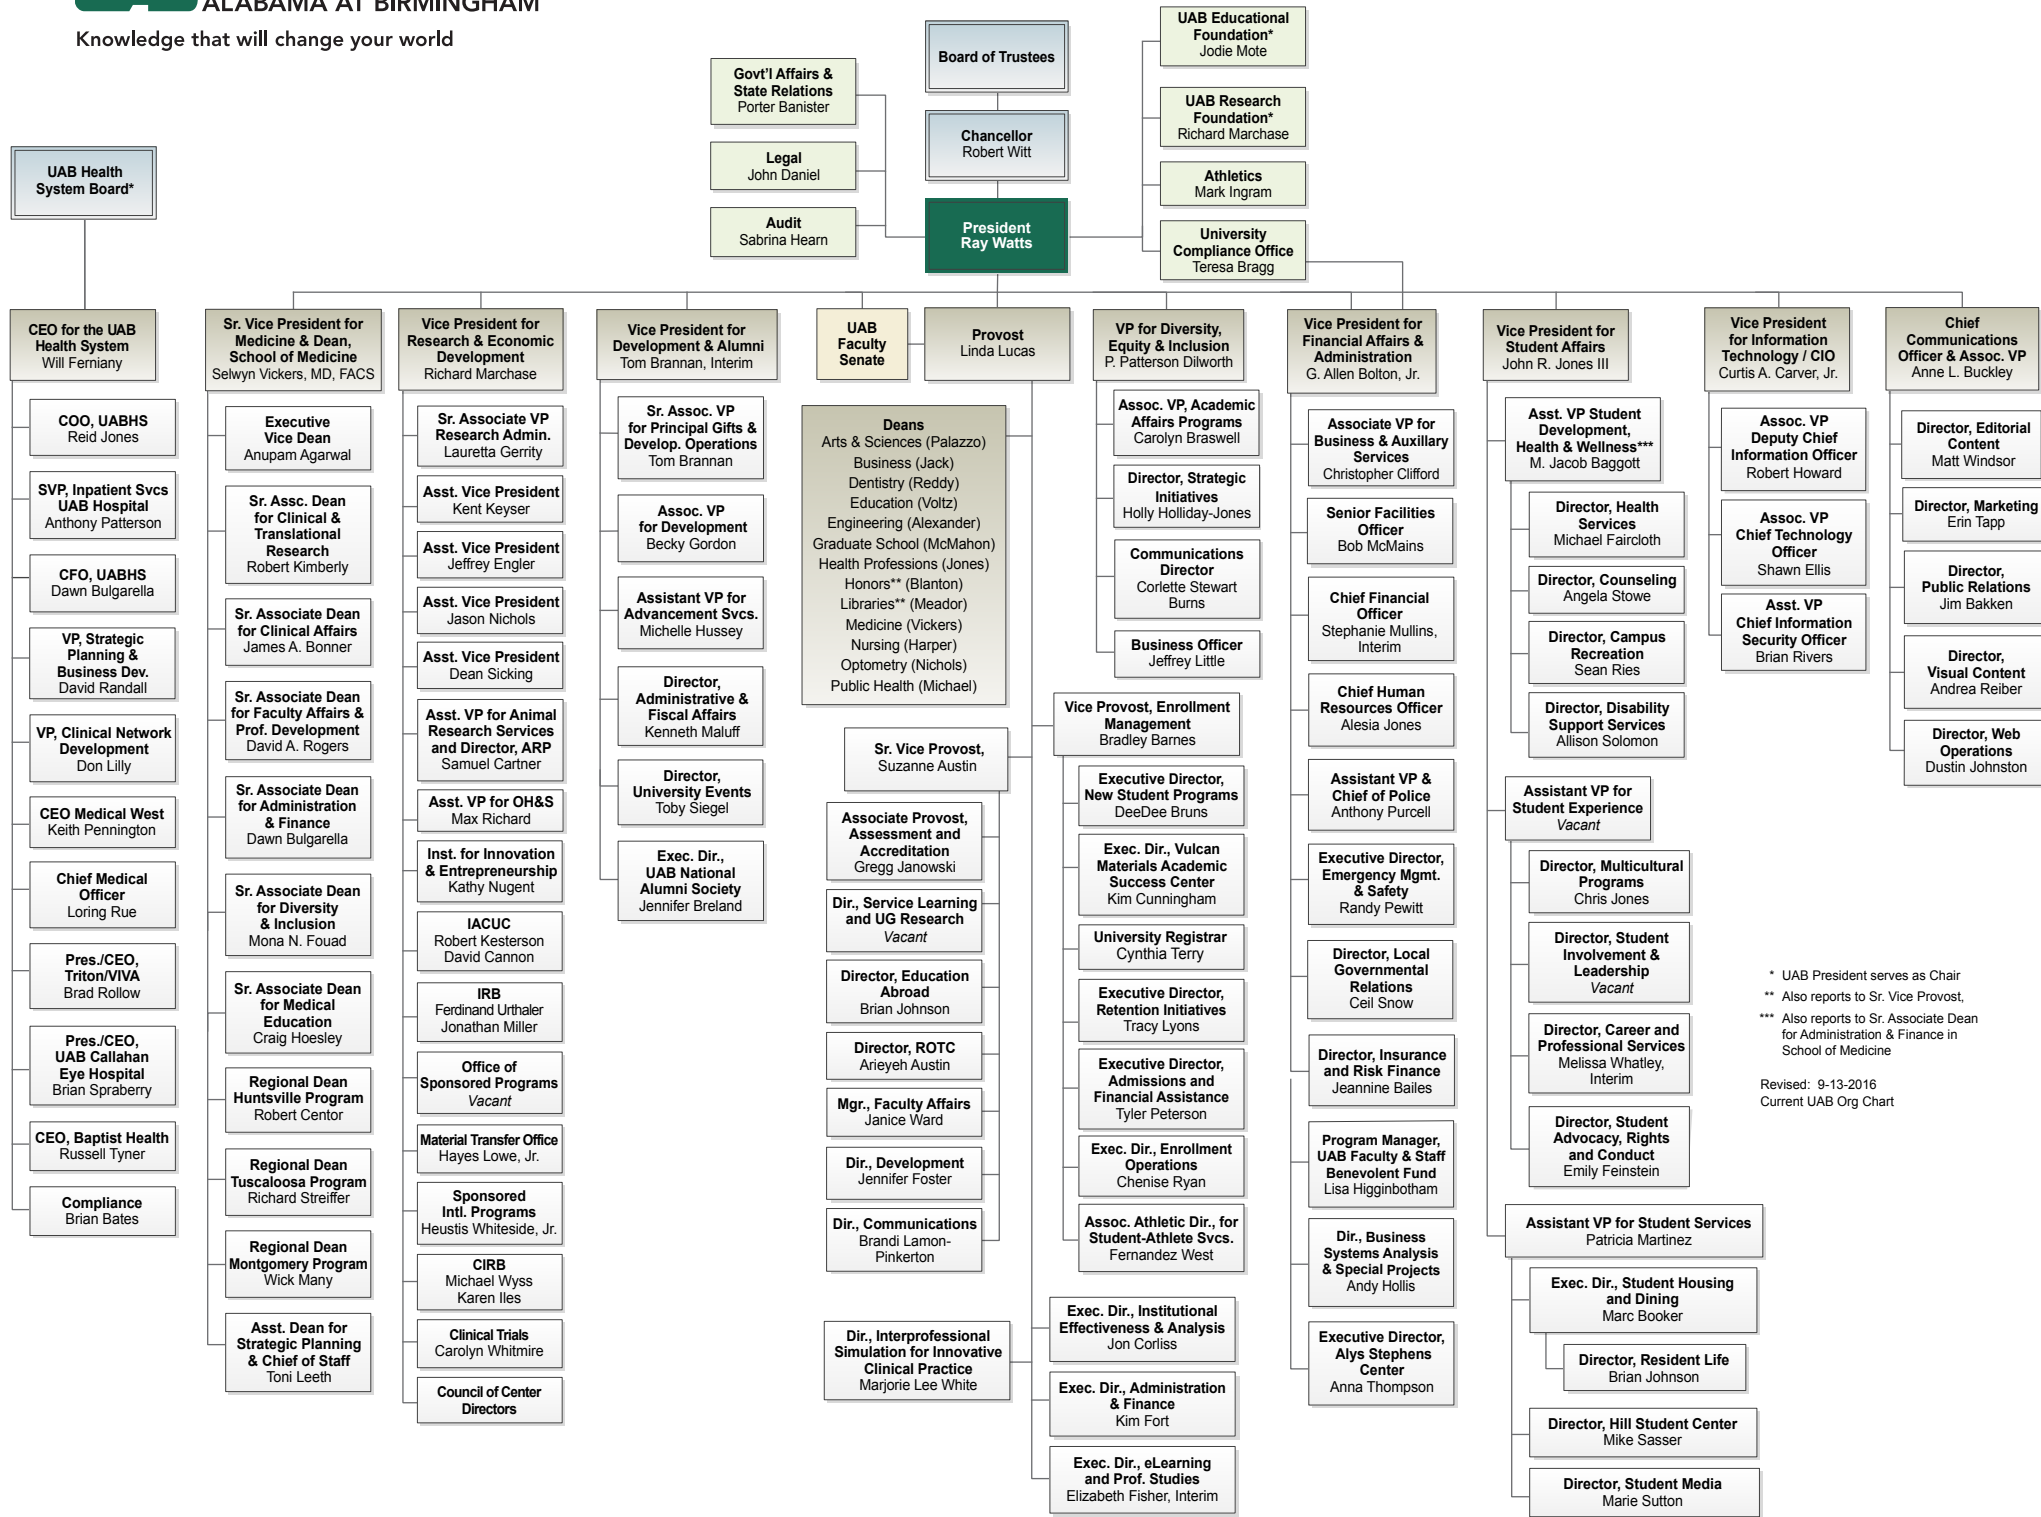 ALABAMA AT BIRMINGHAM
Knowledge that will change your world
Board of Trustees
Chancellor
Robert Witt
President
Ray Watts
Govt'l Affairs &
State Relations
Porter Banister
Legal
John Daniel
Audit
Sabrina Hearn
UAB Educational
Foundation*
Jodie Mote
UAB Research
Foundation*
Richard Marchase
Athletics
Mark Ingram
University
Compliance Office
Teresa Bragg
UAB Health
System Board*
CEO for the UAB
Health System
Will Ferniany
COO, UABHS
Reid Jones
SVP, Inpatient Svcs
UAB Hospital
Anthony Patterson
CFO, UABHS
Dawn Bulgarella
VP, Strategic
Planning &
Business Dev.
David Randall
VP, Clinical Network
Development
Don Lilly
CEO Medical West
Keith Pennington
Chief Medical
Officer
Loring Rue
Pres./CEO,
Triton/VIVA
Brad Rollow
Pres./CEO,
UAB Callahan
Eye Hospital
Brian Spraberry
CEO, Baptist Health
Russell Tyner
Compliance
Brian Bates
Sr. Vice President for
Medicine & Dean,
School of Medicine
Selwyn Vickers, MD, FACS
Executive
Vice Dean
Anupam Agarwal
Sr. Assc. Dean
for Clinical &
Translational
Research
Robert Kimberly
Sr. Associate Dean
for Clinical Affairs
James A. Bonner
Sr. Associate Dean
for Faculty Affairs &
Prof. Development
David A. Rogers
Sr. Associate Dean
for Administration
& Finance
Dawn Bulgarella
Sr. Associate Dean
for Diversity
& Inclusion
Mona N. Fouad
Sr. Associate Dean
for Medical
Education
Craig Hoesley
Regional Dean
Huntsville Program
Robert Centor
Regional Dean
Tuscaloosa Program
Richard Streiffer
Regional Dean
Montgomery Program
Wick Many
Asst. Dean for
Strategic Planning
& Chief of Staff
Toni Leeth
Vice President for
Research & Economic
Development
Richard Marchase
Sr. Associate VP
Research Admin.
Lauretta Gerrity
Asst. Vice President
Kent Keyser
Asst. Vice President
Jeffrey Engler
Asst. Vice President
Jason Nichols
Asst. Vice President
Dean Sicking
Asst. VP for Animal
Research Services
and Director, ARP
Samuel Cartner
Asst. VP for OH&S
Max Richard
Inst. for Innovation
& Entrepreneurship
Kathy Nugent
IACUC
Robert Kesterson
David Cannon
IRB
Ferdinand Urthaler
Jonathan Miller
Office of
Sponsored Programs
Vacant
Material Transfer Office
Hayes Lowe, Jr.
Sponsored
Intl. Programs
Heustis Whiteside, Jr.
CIRB
Michael Wyss
Karen Iles
Clinical Trials
Carolyn Whitmire
Council of Center
Directors
Vice President for
Development & Alumni
Tom Brannan, Interim
Sr. Assoc. VP
for Principal Gifts &
Develop. Operations
Tom Brannan
Assoc. VP
for Development
Becky Gordon
Assistant VP for
Advancement Svcs.
Michelle Hussey
Director,
Administrative &
Fiscal Affairs
Kenneth Maluff
Director,
University Events
Toby Siegel
Exec. Dir.,
UAB National
Alumni Society
Jennifer Breland
UAB
Faculty
Senate
Provost
Linda Lucas
Deans
Arts & Sciences (Palazzo)
Business (Jack)
Dentistry (Reddy)
Education (Voltz)
Engineering (Alexander)
Graduate School (McMahon)
Health Professions (Jones)
Honors** (Blanton)
Libraries** (Meador)
Medicine (Vickers)
Nursing (Harper)
Optometry (Nichols)
Public Health (Michael)
Sr. Vice Provost,
Suzanne Austin
Associate Provost,
Assessment and
Accreditation
Gregg Janowski
Dir., Service Learning
and UG Research
Vacant
Director, Education
Abroad
Brian Johnson
Director, ROTC
Arieyeh Austin
Mgr., Faculty Affairs
Janice Ward
Dir., Development
Jennifer Foster
Dir., Communications
Brandi Lamon-
Pinkerton
Dir., Interprofessional
Simulation for Innovative
Clinical Practice
Marjorie Lee White
Vice Provost, Enrollment
Management
Bradley Barnes
Executive Director,
New Student Programs
DeeDee Bruns
Exec. Dir., Vulcan
Materials Academic
Success Center
Kim Cunningham
University Registrar
Cynthia Terry
Executive Director,
Retention Initiatives
Tracy Lyons
Executive Director,
Admissions and
Financial Assistance
Tyler Peterson
Exec. Dir., Enrollment
Operations
Chenise Ryan
Assoc. Athletic Dir., for
Student-Athlete Svcs.
Fernandez West
Exec. Dir., Institutional
Effectiveness & Analysis
Jon Corliss
Exec. Dir., Administration
& Finance
Kim Fort
Exec. Dir., eLearning
and Prof. Studies
Elizabeth Fisher, Interim
VP for Diversity,
Equity & Inclusion
P. Patterson Dilworth
Assoc. VP, Academic
Affairs Programs
Carolyn Braswell
Director, Strategic
Initiatives
Holly Holliday-Jones
Communications
Director
Corlette Stewart
Burns
Business Officer
Jeffrey Little
Vice President for
Financial Affairs &
Administration
G. Allen Bolton, Jr.
Associate VP for
Business & Auxillary
Services
Christopher Clifford
Senior Facilities
Officer
Bob McMains
Chief Financial
Officer
Stephanie Mullins,
Interim
Chief Human
Resources Officer
Alesia Jones
Assistant VP &
Chief of Police
Anthony Purcell
Executive Director,
Emergency Mgmt.
& Safety
Randy Pewitt
Director, Local
Governmental
Relations
Ceil Snow
Director, Insurance
and Risk Finance
Jeannine Bailes
Program Manager,
UAB Faculty & Staff
Benevolent Fund
Lisa Higginbotham
Dir., Business
Systems Analysis
& Special Projects
Andy Hollis
Executive Director,
Alys Stephens
Center
Anna Thompson
Vice President for
Student Affairs
John R. Jones III
Asst. VP Student
Development,
Health & Wellness***
M. Jacob Baggott
Director, Health
Services
Michael Faircloth
Director, Counseling
Angela Stowe
Director, Campus
Recreation
Sean Ries
Director, Disability
Support Services
Allison Solomon
Assistant VP for
Student Experience
Vacant
Director, Multicultural
Programs
Chris Jones
Director, Student
Involvement &
Leadership
Vacant
Director, Career and
Professional Services
Melissa Whatley,
Interim
Director, Student
Advocacy, Rights
and Conduct
Emily Feinstein
Assistant VP for Student Services
Patricia Martinez
Exec. Dir., Student Housing
and Dining
Marc Booker
Director, Resident Life
Brian Johnson
Director, Hill Student Center
Mike Sasser
Director, Student Media
Marie Sutton
Vice President
for Information
Technology / CIO
Curtis A. Carver, Jr.
Assoc. VP
Deputy Chief
Information Officer
Robert Howard
Assoc. VP
Chief Technology
Officer
Shawn Ellis
Asst. VP
Chief Information
Security Officer
Brian Rivers
Chief
Communications
Officer & Assoc. VP
Anne L. Buckley
Director, Editorial
Content
Matt Windsor
Director, Marketing
Erin Tapp
Director,
Public Relations
Jim Bakken
Director,
Visual Content
Andrea Reiber
Director, Web
Operations
Dustin Johnston
* UAB President serves as Chair
** Also reports to Sr. Vice Provost,
*** Also reports to Sr. Associate Dean
for Administration & Finance in
School of Medicine
Revised: 9-13-2016
Current UAB Org Chart